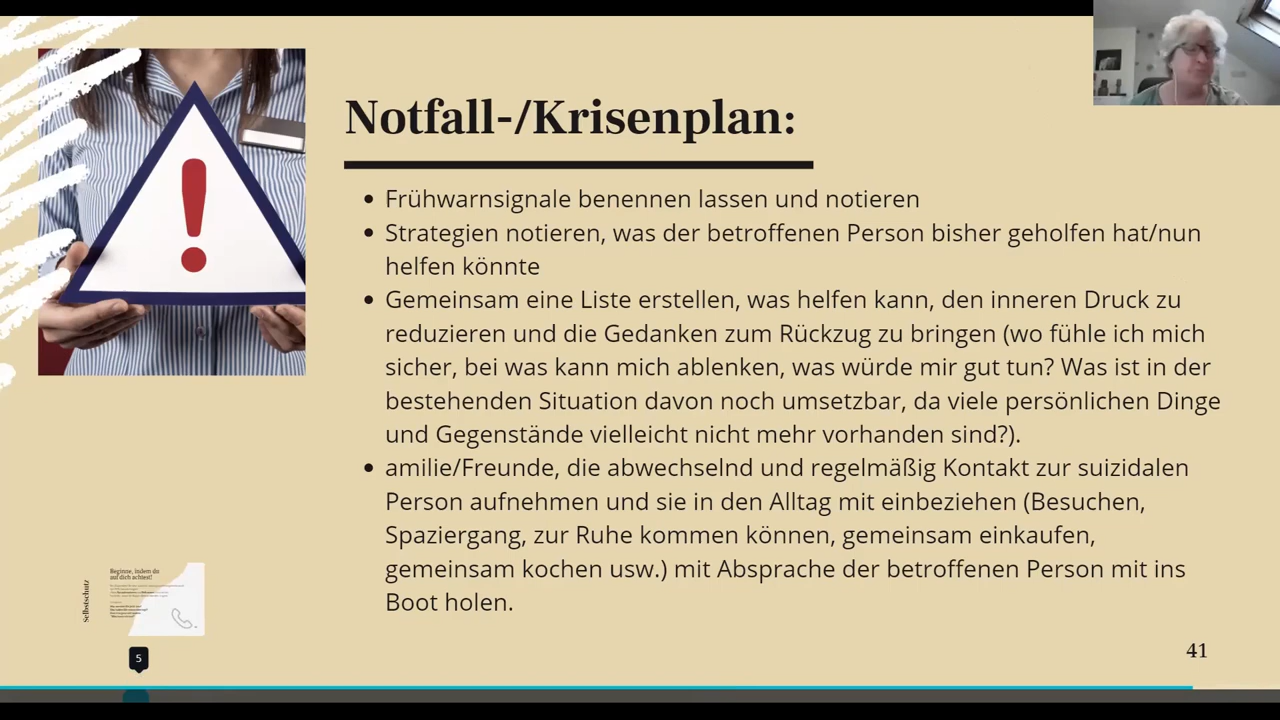 Notfall-/Krisenplan:
• Frühwarnsignale benennen lassen und notieren
• Strategien notieren, was der betroffenen Person bisher geholfen hat/nun
helfen könnte
• Gemeinsam eine Liste erstellen, was helfen kann, den inneren Druck zu
reduzieren und die Gedanken zum Rückzug zu bringen (wo fühle ich mich
sicher, bei was kann mich ablenken, was würde mir gut tun? Was ist in der
bestehenden Situation davon noch umsetzbar, da viele persönlichen Dinge
und Gegenstände vielleicht nicht mehr vorhanden sind?).
• amilie/Freunde, die abwechselnd und regelmäßig Kontakt zur suizidalen
Person aufnehmen und sie in den Alltag mit einbeziehen (Besuchen,
Spaziergang, zur Ruhe kommen können, gemeinsam einkaufen,
gemeinsam kochen usw.) mit Absprache der betroffenen Person mit ins
Boot holen.
Selbstschutz
Beginne, indem du
auf dich achtest!
5
41